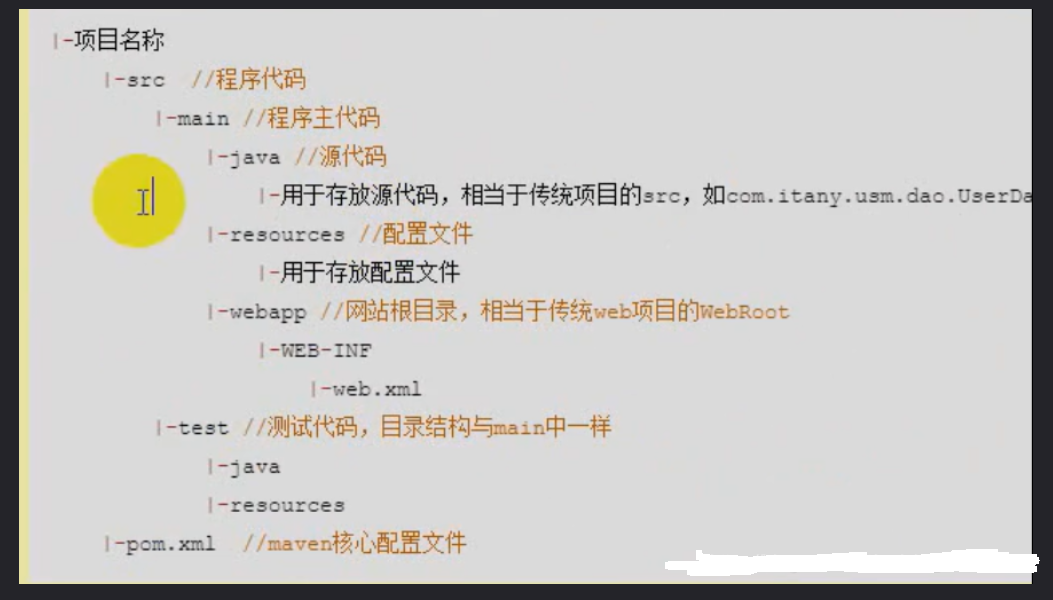 |-项目名称
|-src //程序代码
|-main //程序主代码
|-java //源代码
|-用于存放源代码，相当于传统项目的src，如com.itany.usm.dao.UserDa
|-resources //配置文件
|-用于存放配置文件
|-webapp //网站根目录，相当于传统web项目的WebRoot
|-WEB-INF
|-web.xml
|-test //测试代码，目录结构与main中一样
|-java
|-resources
|-pom.xml //maven核心配置文件